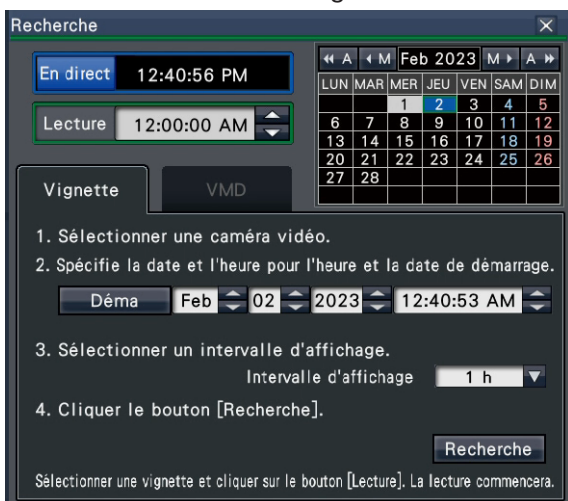 Recherche
En direct 12:40:56 PM
Lecture 12:00:00 AM
A M Feb 2023 M A
LUN MAR MER JEU VEN SAM DIM
1 2 3 4 5
6 7 8 9 10 11 12
13 14 15 16 17 18 19
20 21 22 23 24 25 26
27 28
Vignette VMD
1. Sélectionner une caméra vidéo.
2. Spécifie la date et l'heure pour l'heure et la date de démarrage.
Déma Feb 02 2023 12:40:53 AM
3. Sélectionner un intervalle d'affichage.
Intervalle d'affichage 1 h
4. Cliquer le bouton [Recherche].
Recherche
Sélectionner une vignette et cliquer sur le bouton [Lecture]. La lecture commencera.